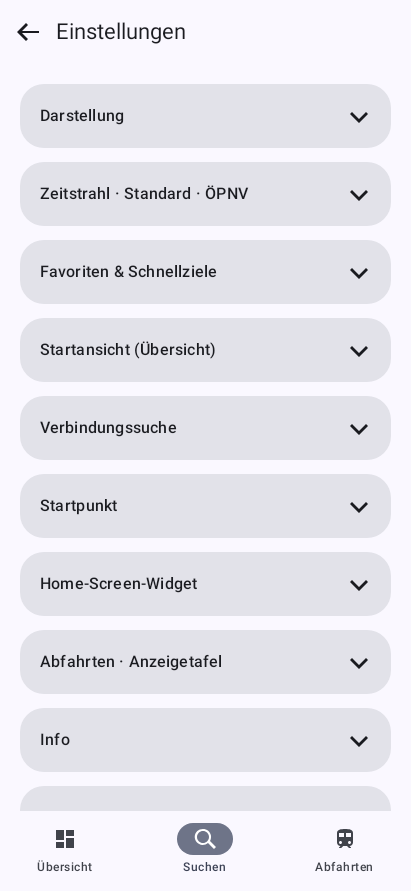 Einstellungen
Darstellung
Zeitstrahl · Standard · ÖPNV
Favoriten & Schnellziele
Startansicht (Übersicht)
Verbindungssuche
Startpunkt
Home-Screen-Widget
Abfahrten · Anzeigetafel
Info
Übersicht
Suchen
Abfahrten